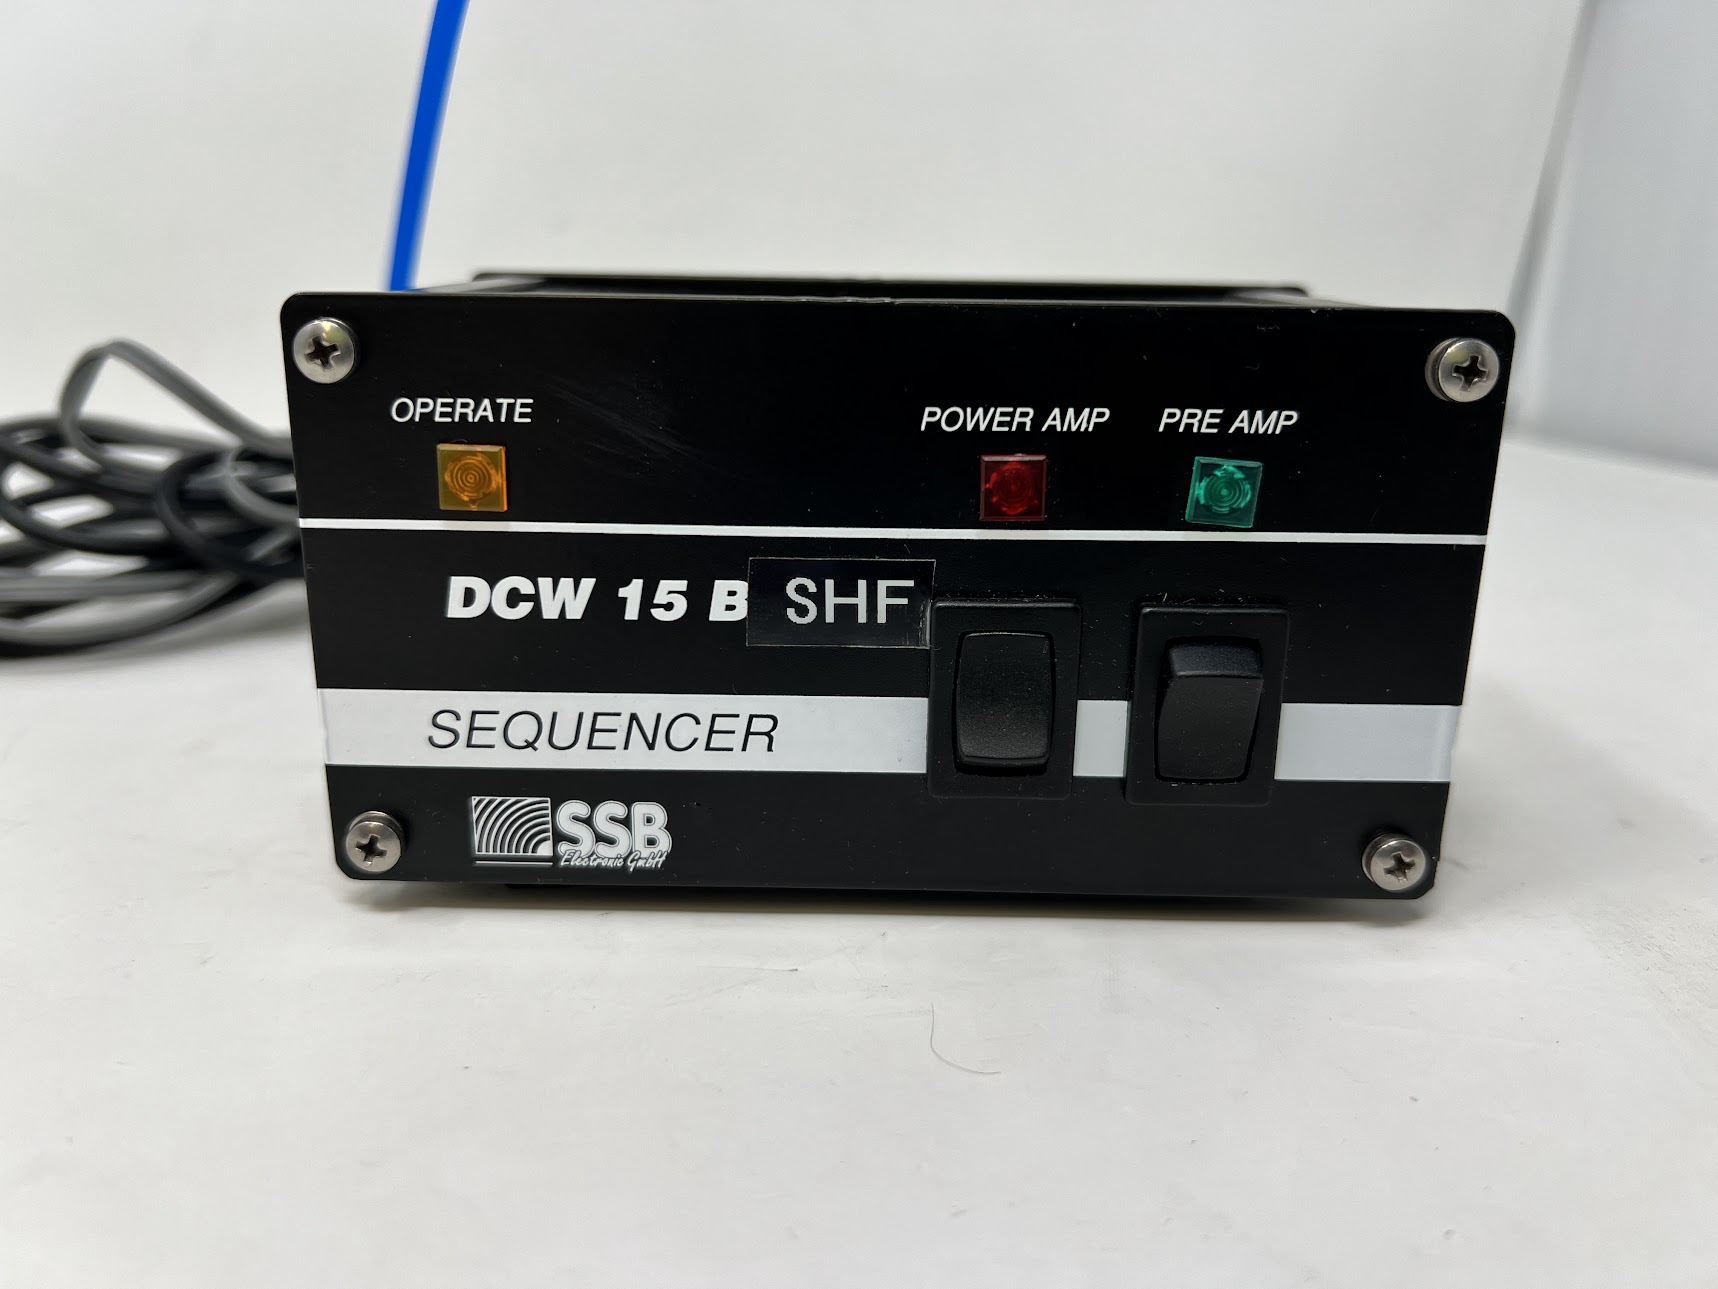 OPERATE
POWER AMP
PRE AMP
DCW 15 B SHF
SEQUENCER
SSB
Electronic GmbH